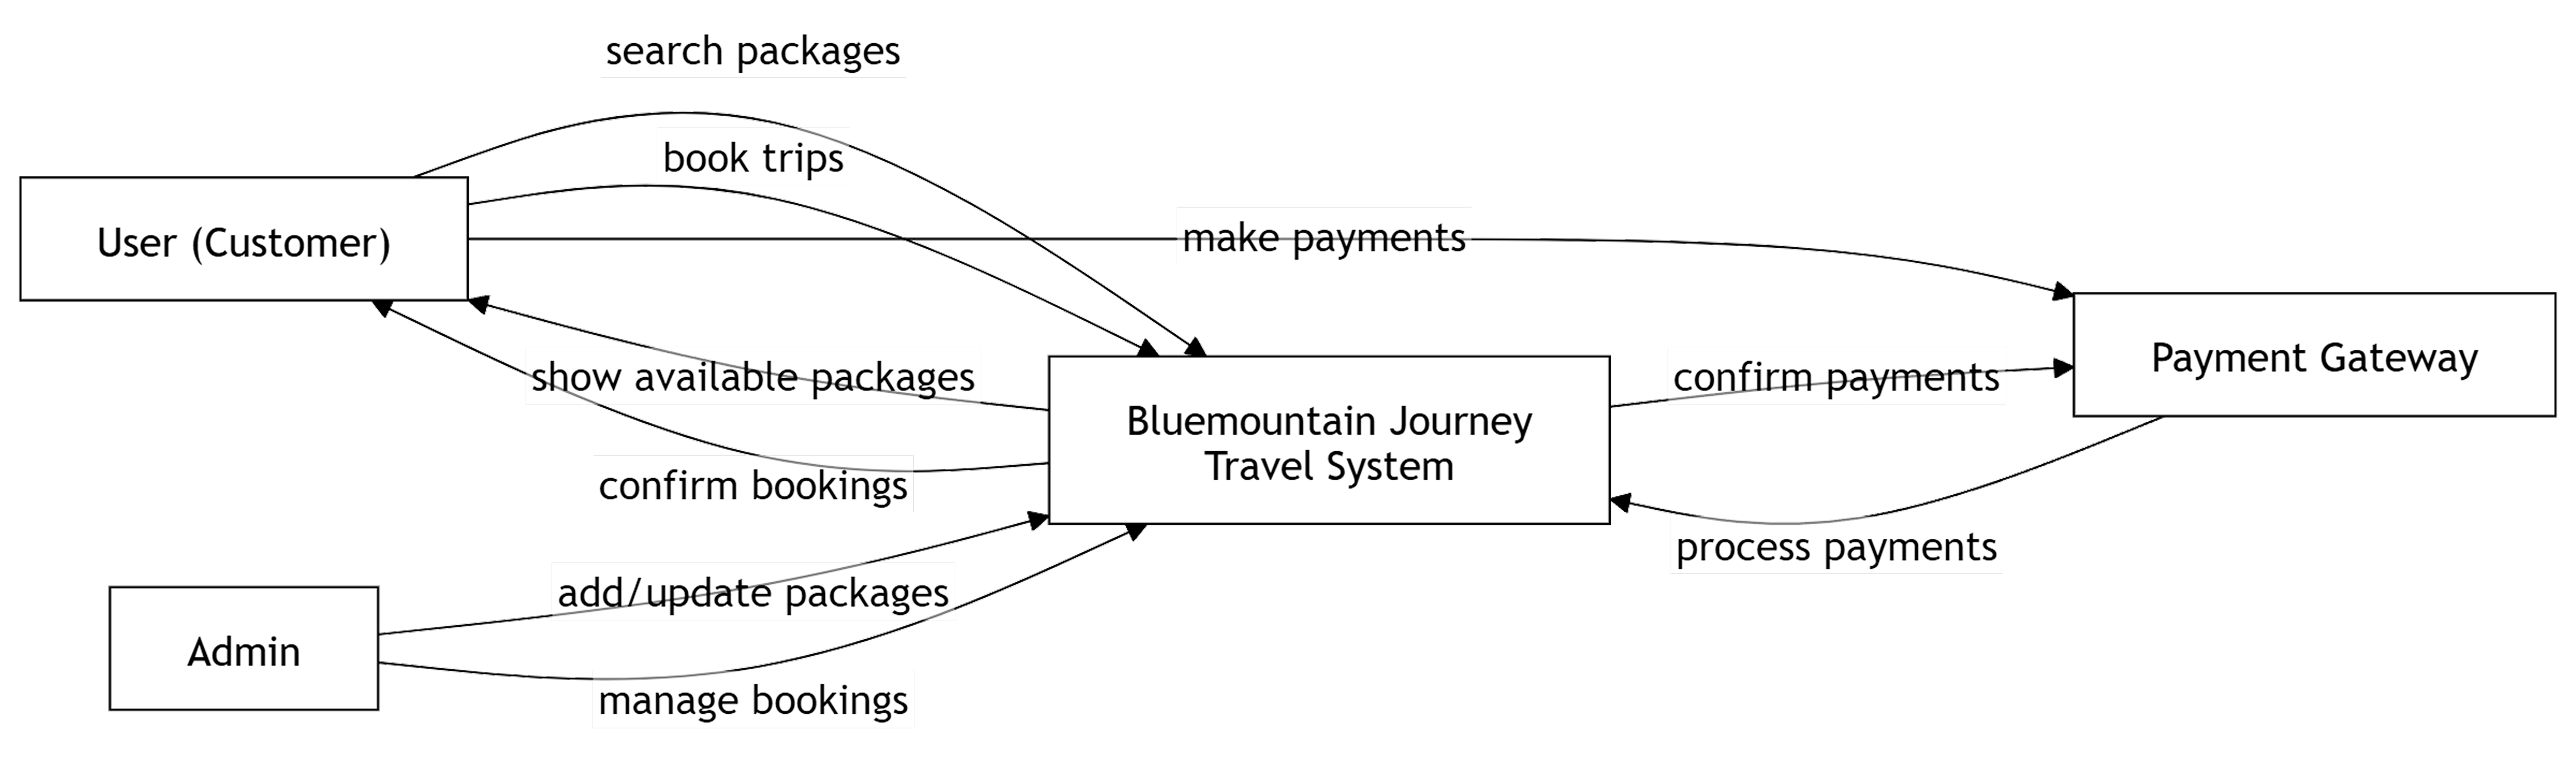 search packages
book trips
User (Customer)
make payments
show available packages
confirm payments
Payment Gateway
Bluemountain Journey
Travel System
confirm bookings
process payments
add/update packages
Admin
manage bookings